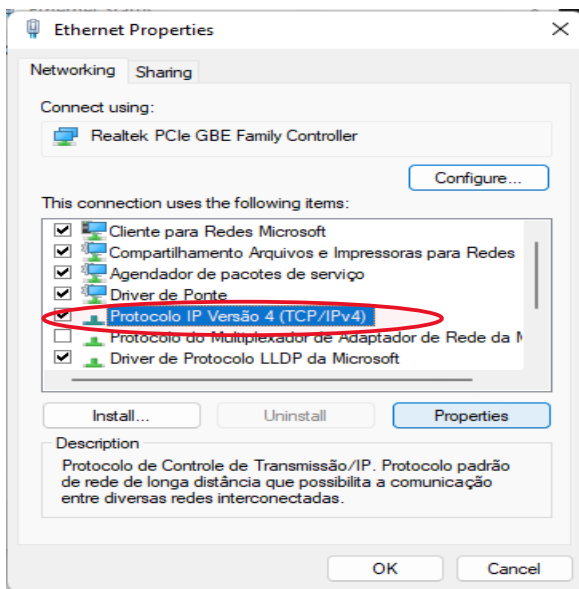 Ethernet Properties
Networking
Sharing
Connect using:
Realtek PCIe GBE Family Controller
Configure...
This connection uses the following items:
Cliente para Redes Microsoft
Compartilhamento Arquivos e Impressoras para Redes
Agendador de pacotes de serviço
Driver de Ponte
Protocolo IP Versão 4 (TCP/IPv4)
Protocolo do Multiplexador de Adaptador de Rede da
Driver de Protocolo LLDP da Microsoft
Install...
Uninstall
Properties
Description
Protocolo de Controle de Transmissão/IP. Protocolo padrão
de rede de longa distância que possibilita a comunicação
entre diversas redes interconectadas.
OK
Cancel